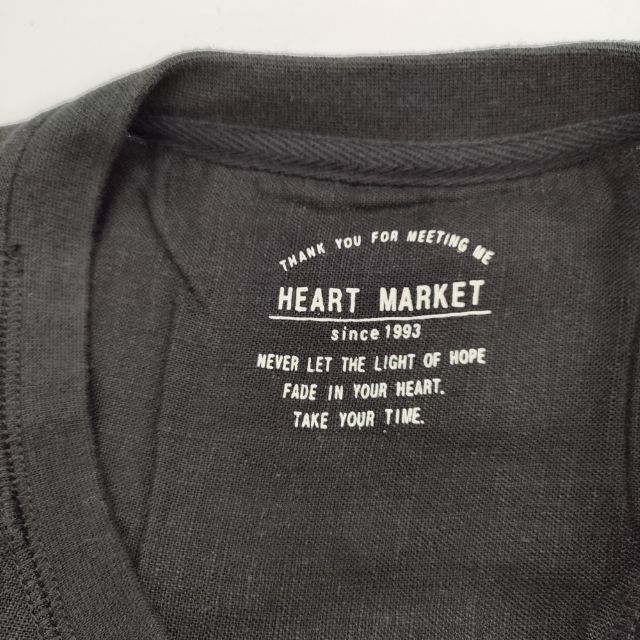 THANK YOU FOR MEETING ME
HEART MARKET
since 1993
NEVER LET THE LIGHT OF HOPE
FADE IN YOUR HEART.
TAKE YOUR TIME.